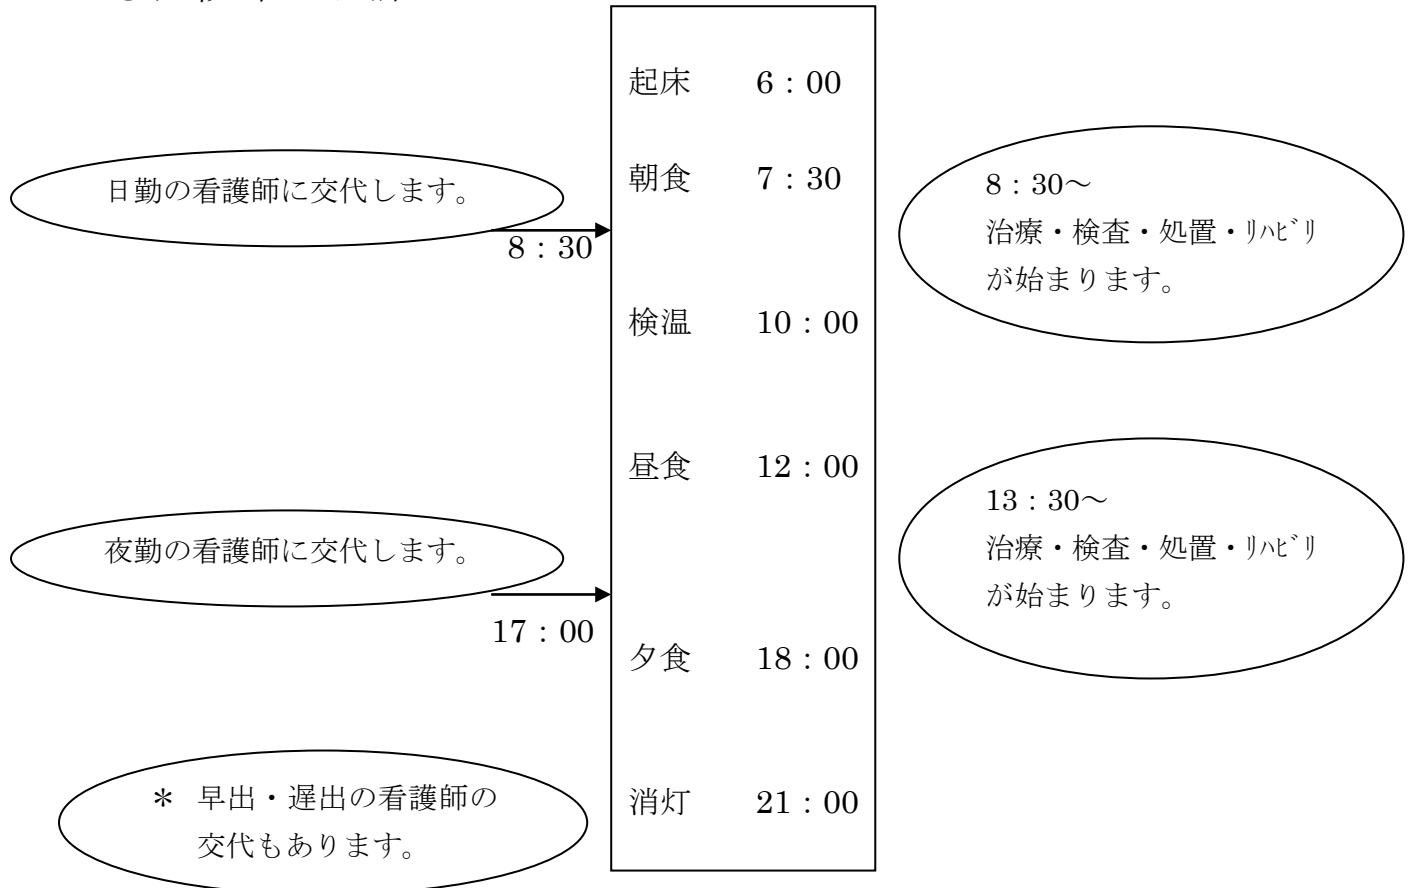 起床 6:00
朝食 7:30
日勤の看護師に交代します。
8:30
8:30～
治療・検査・処置・ﾘﾊﾋﾞﾘ
が始まります。
検温 10:00
昼食 12:00
13:30～
治療・検査・処置・ﾘﾊﾋﾞﾘ
が始まります。
夜勤の看護師に交代します。
17:00
夕食 18:00
消灯 21:00
＊ 早出・遅出の看護師の
交代もあります。